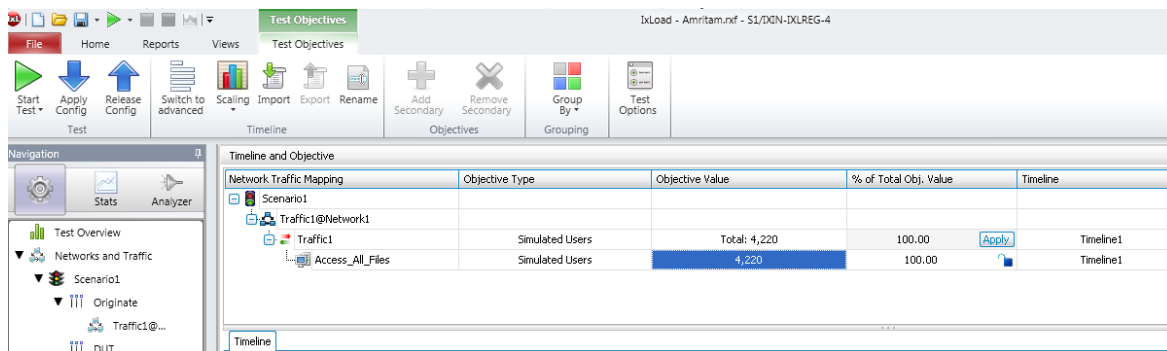 Test Objectives
IxLoad - Amritam.rxf - S1/IXIN-IXLREG-4
File Home Reports Views Test Objectives
Start Test Apply Config Release Config Switch to advanced Scaling Import Export Rename Add Secondary Remove Secondary Group By Test Options
Test Timeline Objectives Grouping
Navigation
Stats Analyzer
Test Overview
Networks and Traffic
Scenario1
Originate
Traffic1@...
DUT
Timeline and Objective
Network Traffic Mapping Objective Type Objective Value % of Total Obj. Value Timeline
Scenario1
Traffic1@Network1
Traffic1 Simulated Users Total: 4,220 100.00 Apply Timeline1
Access_All_Files Simulated Users 4,220 100.00 Timeline1
Timeline